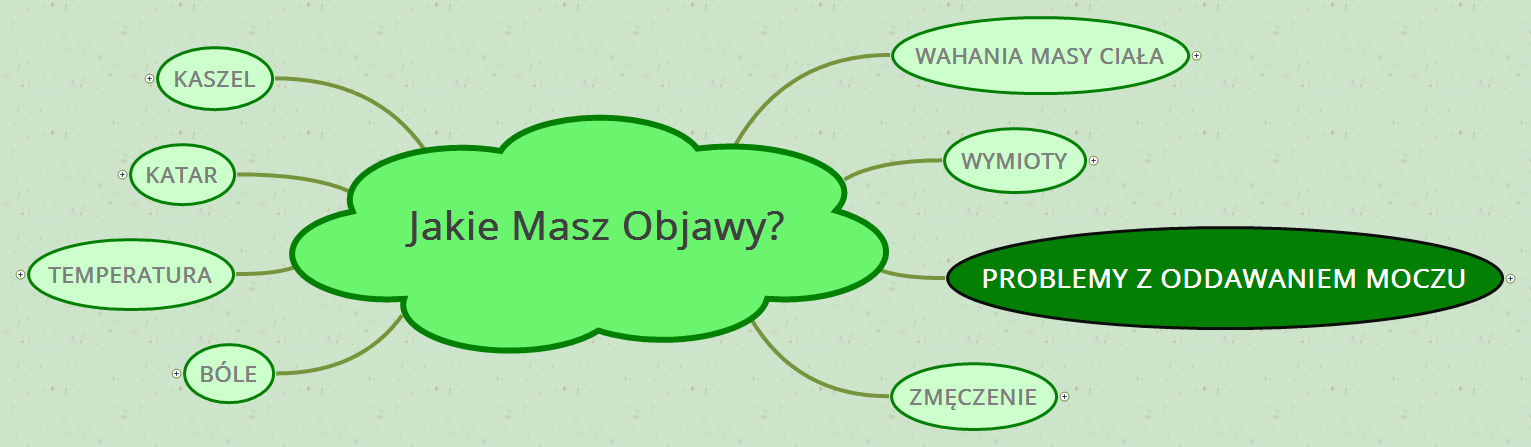 Jakie Masz Objawy?
KASZEL
KATAR
TEMPERATURA
BÓLE
WAHANIA MASY CIAŁA
WYMIOTY
PROBLEMY Z ODDAWANIEM MOCZU
ZMĘCZENIE